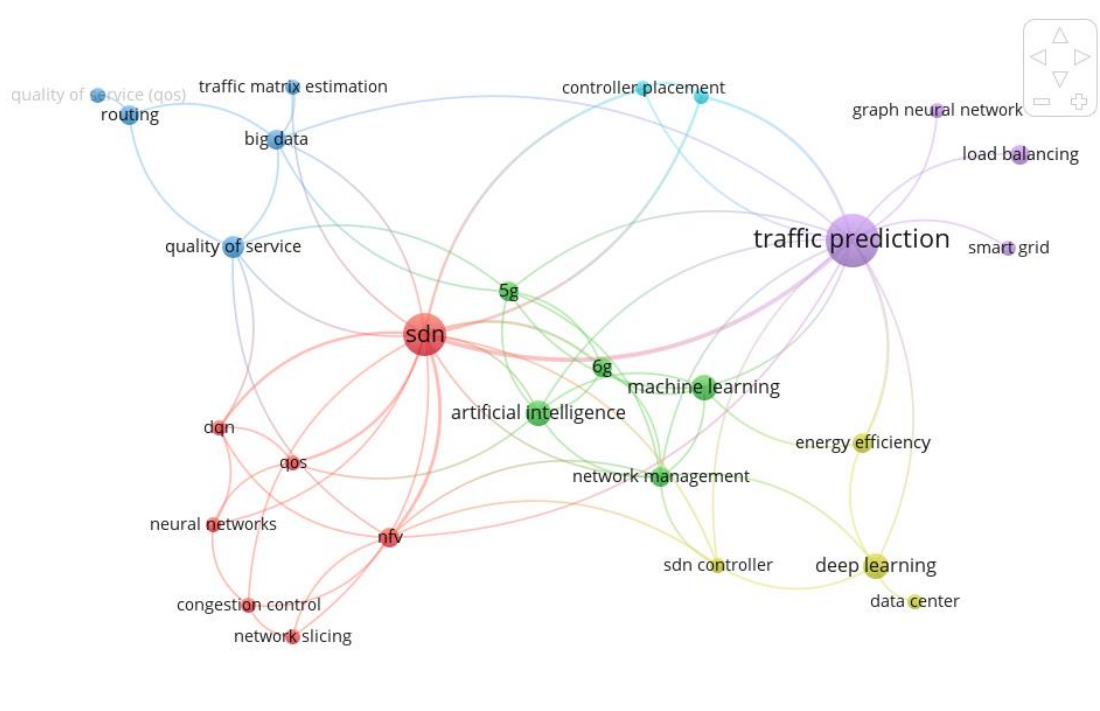 traffic matrix estimation
controller placement
quality of service (qos)
routing
graph neural network
big data
load balancing
quality of service
traffic prediction
smart grid
5g
sdn
6g
machine learning
artificial intelligence
dqn
energy efficiency
qos
network management
neural networks
nfv
sdn controller
deep learning
congestion control
data center
network slicing